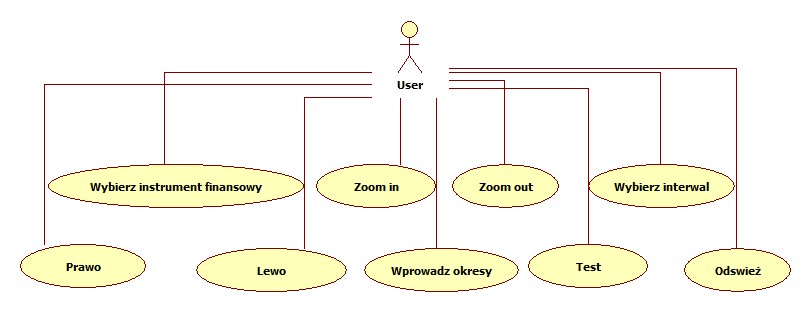 User
Wybierz instrument finansowy
Zoom in
Zoom out
Wybierz interwal
Prawo
Lewo
Wprowadz okresy
Test
Odswież